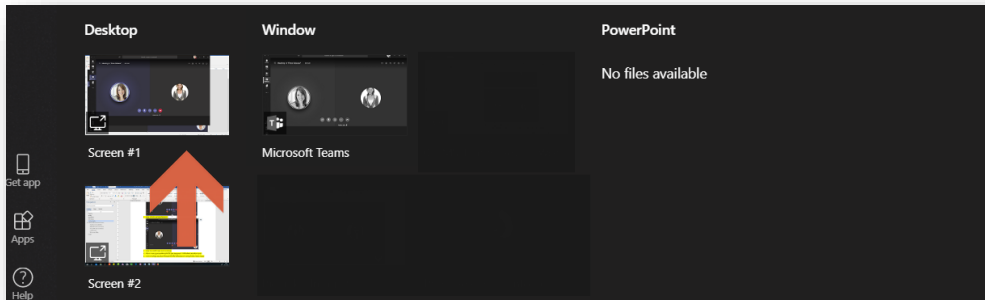 Desktop
Window
PowerPoint
No files available
Screen #1
Microsoft Teams
Screen #2
Get app
Apps
Help